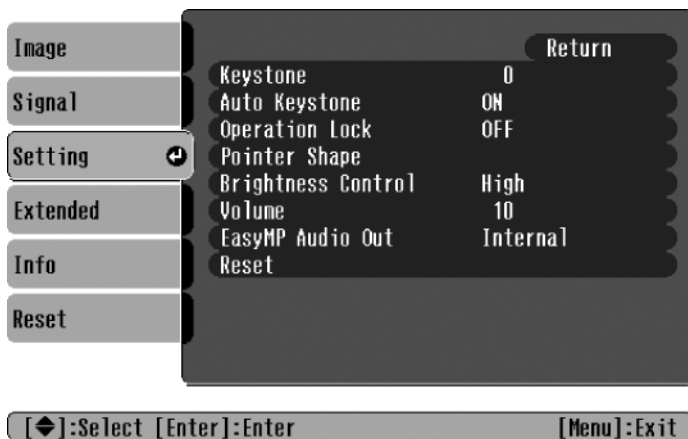 Image
Signal
Setting
Extended
Info
Reset
Return
Keystone 0
Auto Keystone ON
Operation Lock OFF
Pointer Shape
Brightness Control High
Volume 10
EasyMP Audio Out Internal
Reset
[◆]:Select [Enter]:Enter [Menu]:Exit